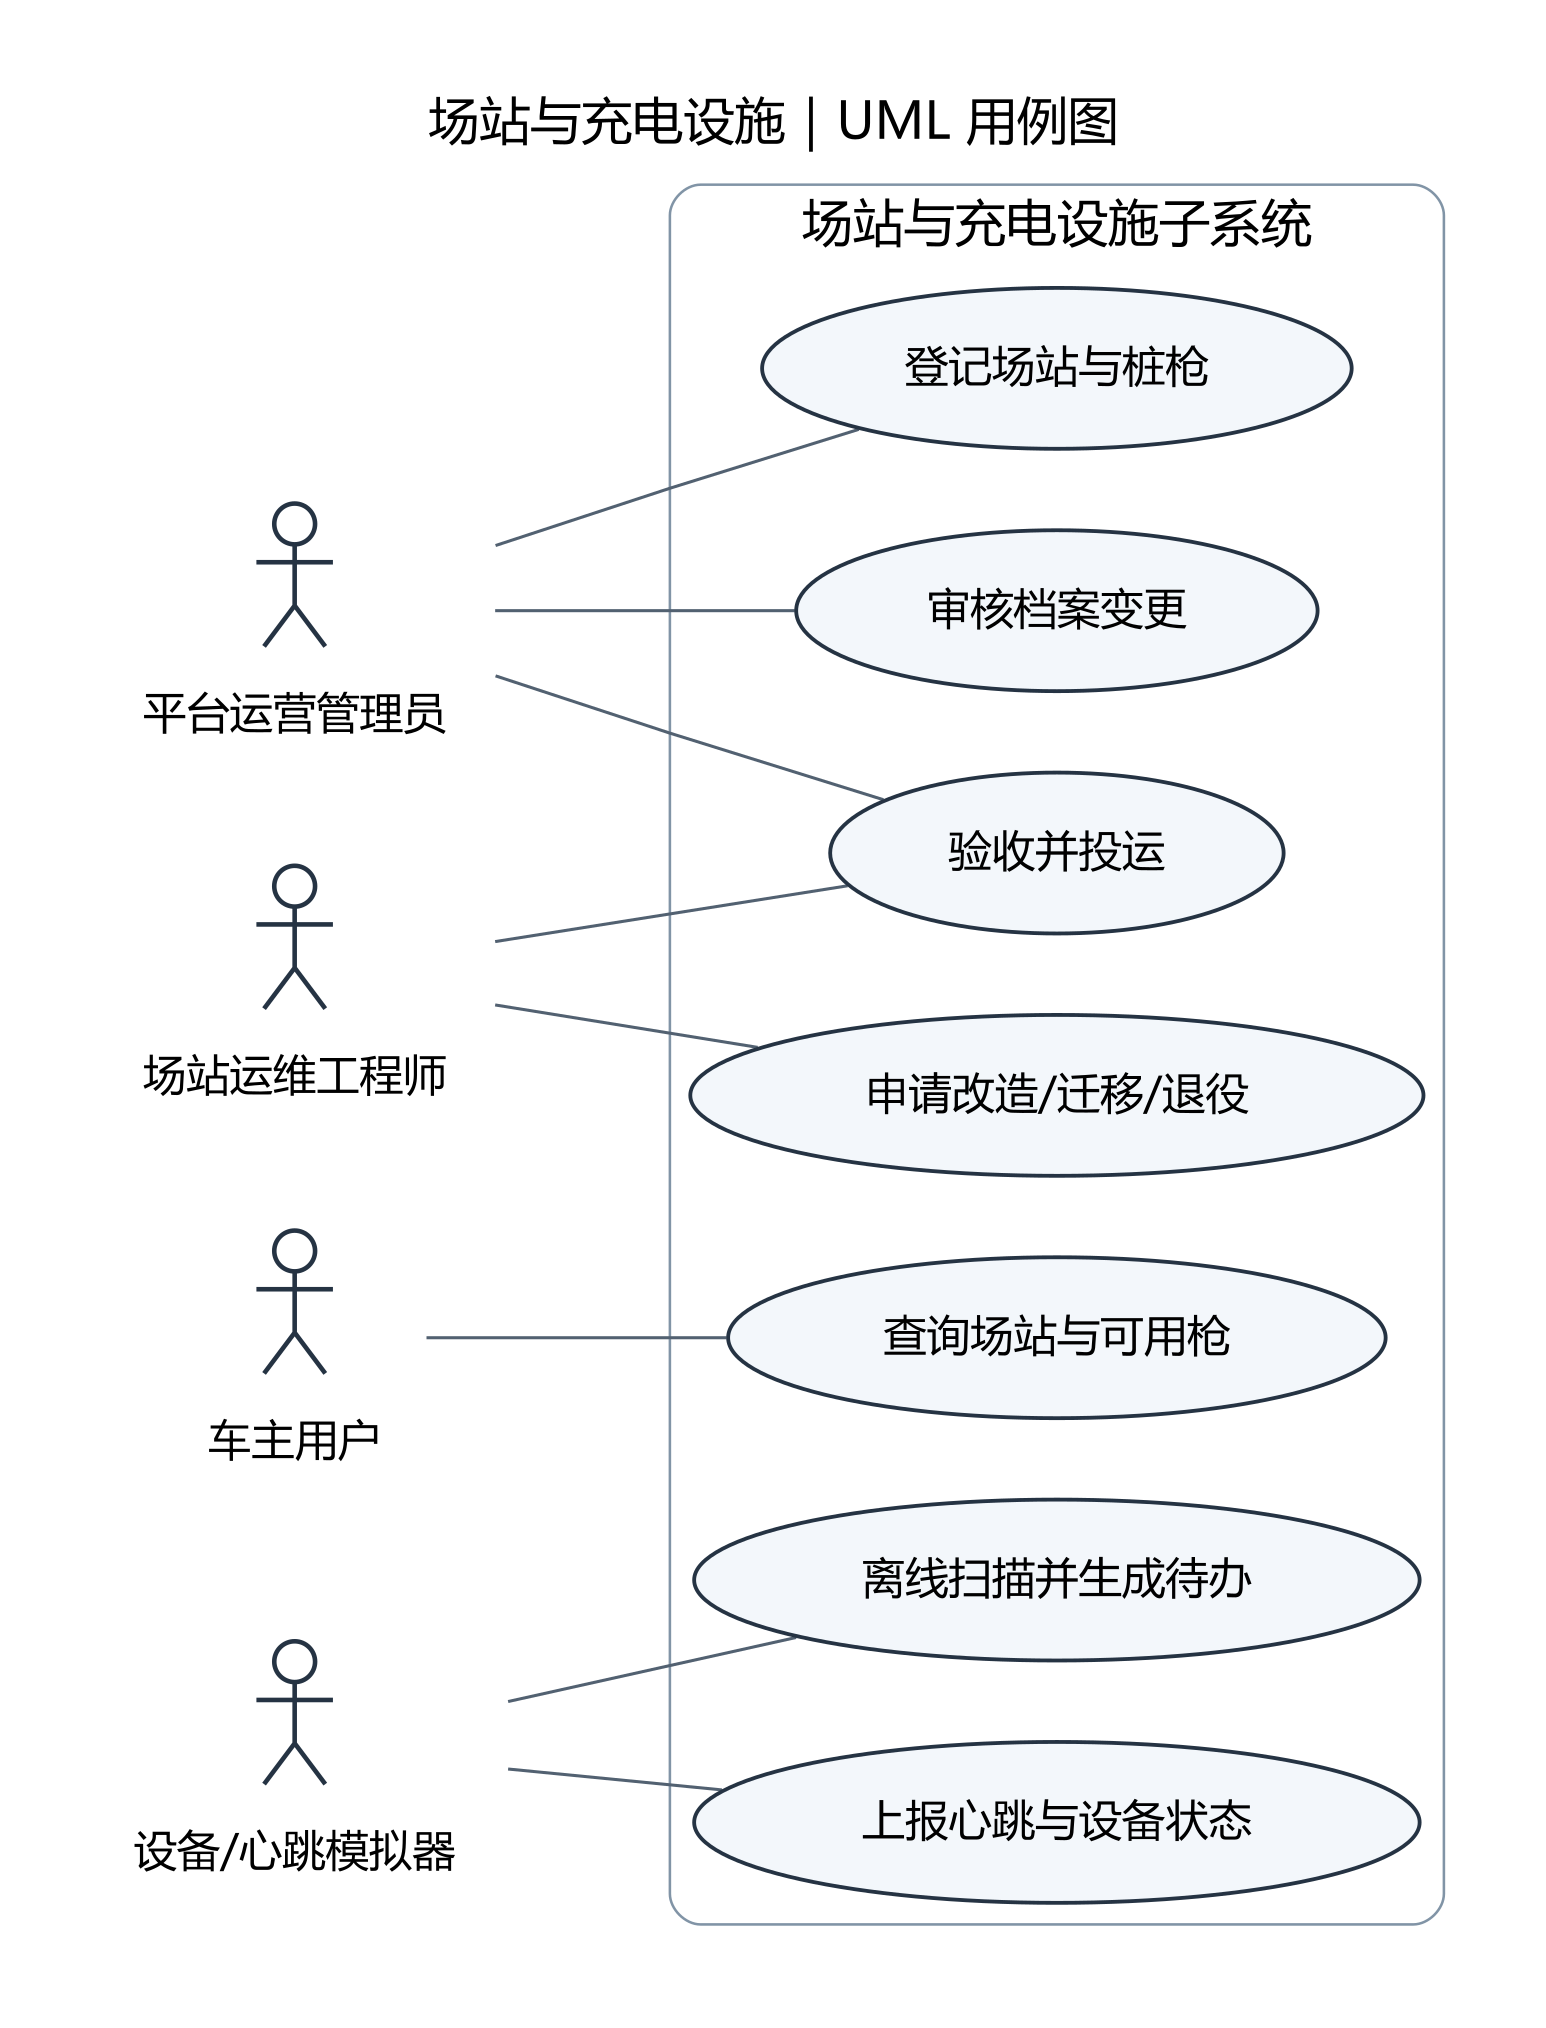 场站与充电设施 | UML 用例图
场站与充电设施子系统
登记场站与桩枪
审核档案变更
平台运营管理员
验收并投运
场站运维工程师
申请改造/迁移/退役
查询场站与可用枪
车主用户
离线扫描并生成待办
上报心跳与设备状态
设备/心跳模拟器